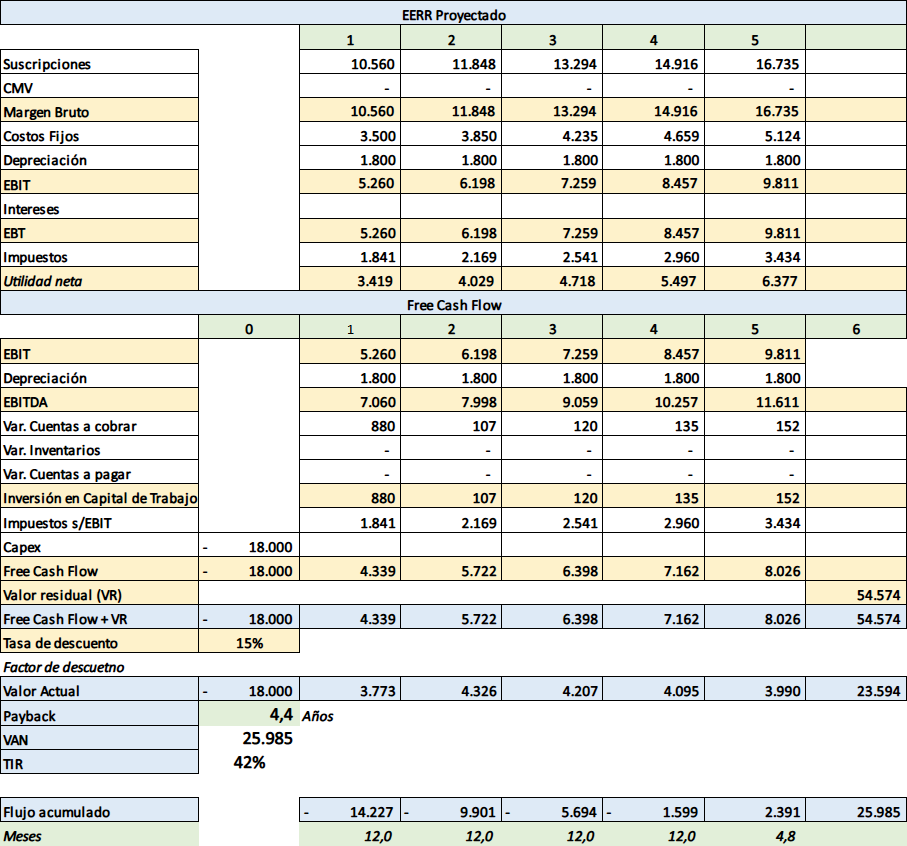 EERR Proyectado
1 2 3 4 5
Suscripciones 10.560 11.848 13.294 14.916 16.735
CMV - - - - -
Margen Bruto 10.560 11.848 13.294 14.916 16.735
Costos Fijos 3.500 3.850 4.235 4.659 5.124
Depreciación 1.800 1.800 1.800 1.800 1.800
EBIT 5.260 6.198 7.259 8.457 9.811
Intereses
EBT 5.260 6.198 7.259 8.457 9.811
Impuestos 1.841 2.169 2.541 2.960 3.434
Utilidad neta 3.419 4.029 4.718 5.497 6.377
Free Cash Flow
0 1 2 3 4 5 6
EBIT 5.260 6.198 7.259 8.457 9.811
Depreciación 1.800 1.800 1.800 1.800 1.800
EBITDA 7.060 7.998 9.059 10.257 11.611
Var. Cuentas a cobrar 880 107 120 135 152
Var. Inventarios - - - - -
Var. Cuentas a pagar - - - - -
Inversión en Capital de Trabajo 880 107 120 135 152
Impuestos s/EBIT 1.841 2.169 2.541 2.960 3.434
Capex - 18.000
Free Cash Flow - 18.000 4.339 5.722 6.398 7.162 8.026
Valor residual (VR) 54.574
Free Cash Flow + VR - 18.000 4.339 5.722 6.398 7.162 8.026 54.574
Tasa de descuento 15%
Factor de descuetno
Valor Actual - 18.000 3.773 4.326 4.207 4.095 3.990 23.594
Payback 4,4 Años
VAN 25.985
TIR 42%
Flujo acumulado - 14.227 - 9.901 - 5.694 - 1.599 2.391 25.985
Meses 12,0 12,0 12,0 12,0 4,8